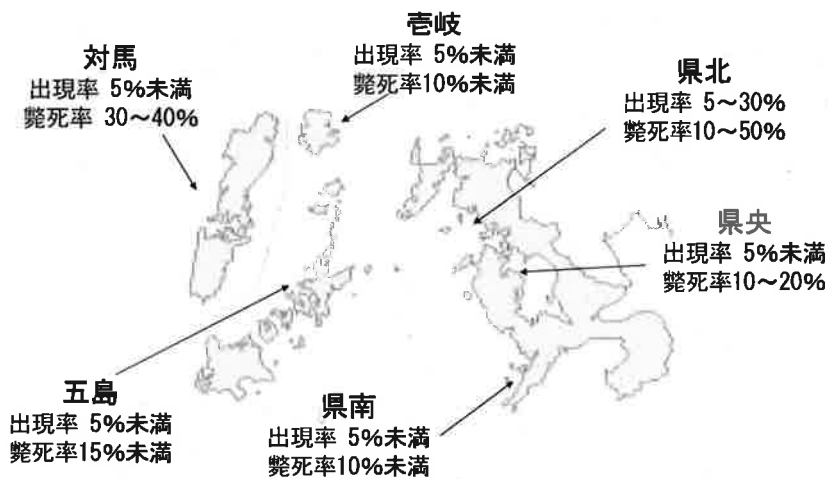 壱岐
出現率 5%未満
斃死率10%未満
対馬
出現率 5%未満
斃死率 30～40%
県北
出現率 5～30%
斃死率10～50%
県央
出現率 5%未満
斃死率10～20%
五島
出現率 5%未満
斃死率15%未満
県南
出現率 5%未満
斃死率10%未満